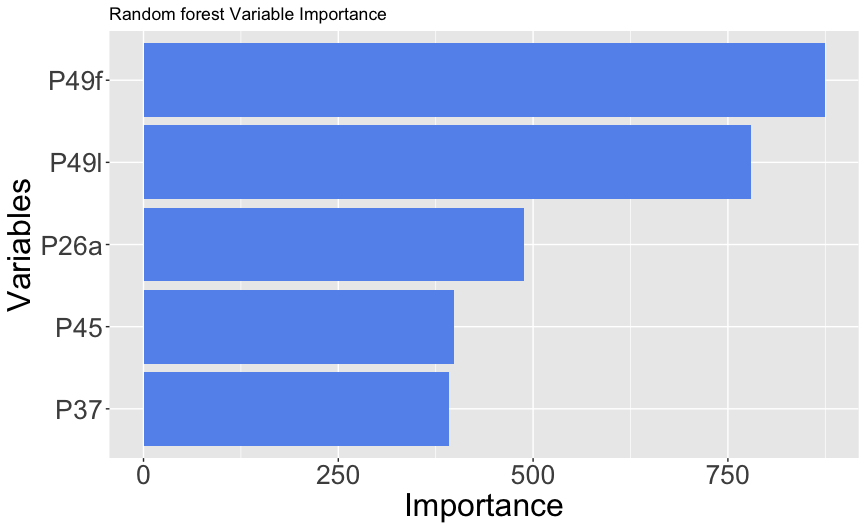 Random forest Variable Importance
Variables
P49f
P49l
P26a
P45
P37
0 250 500 750
Importance